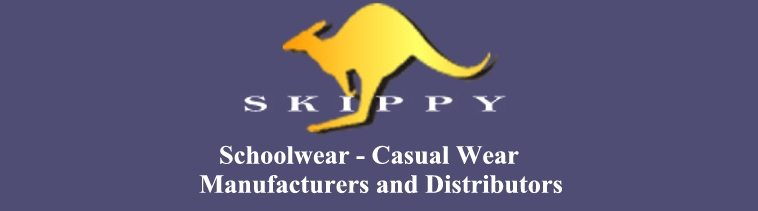 SKIPPY
Schoolwear - Casual Wear
Manufacturers and Distributors